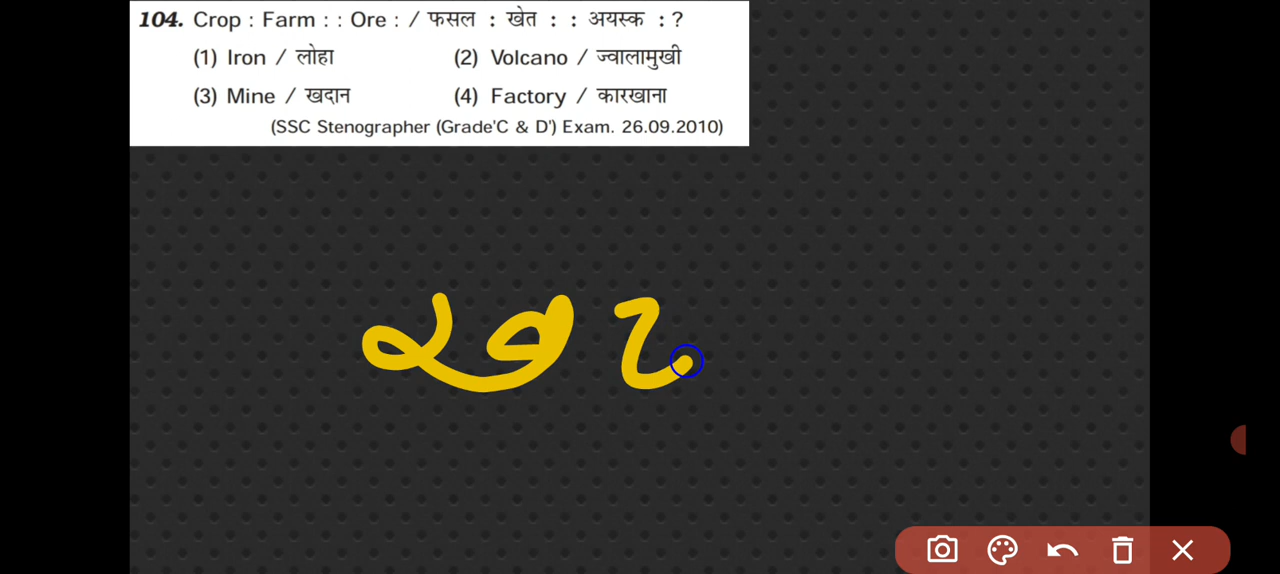 104. Crop : Farm : : Ore : / फसल : खेत : : अयस्क : ?
(1) Iron / लोहा (2) Volcano / ज्वालामुखी
(3) Mine / खदान (4) Factory / कारखाना
(SSC Stenographer (Grade'C & D') Exam. 26.09.2010)